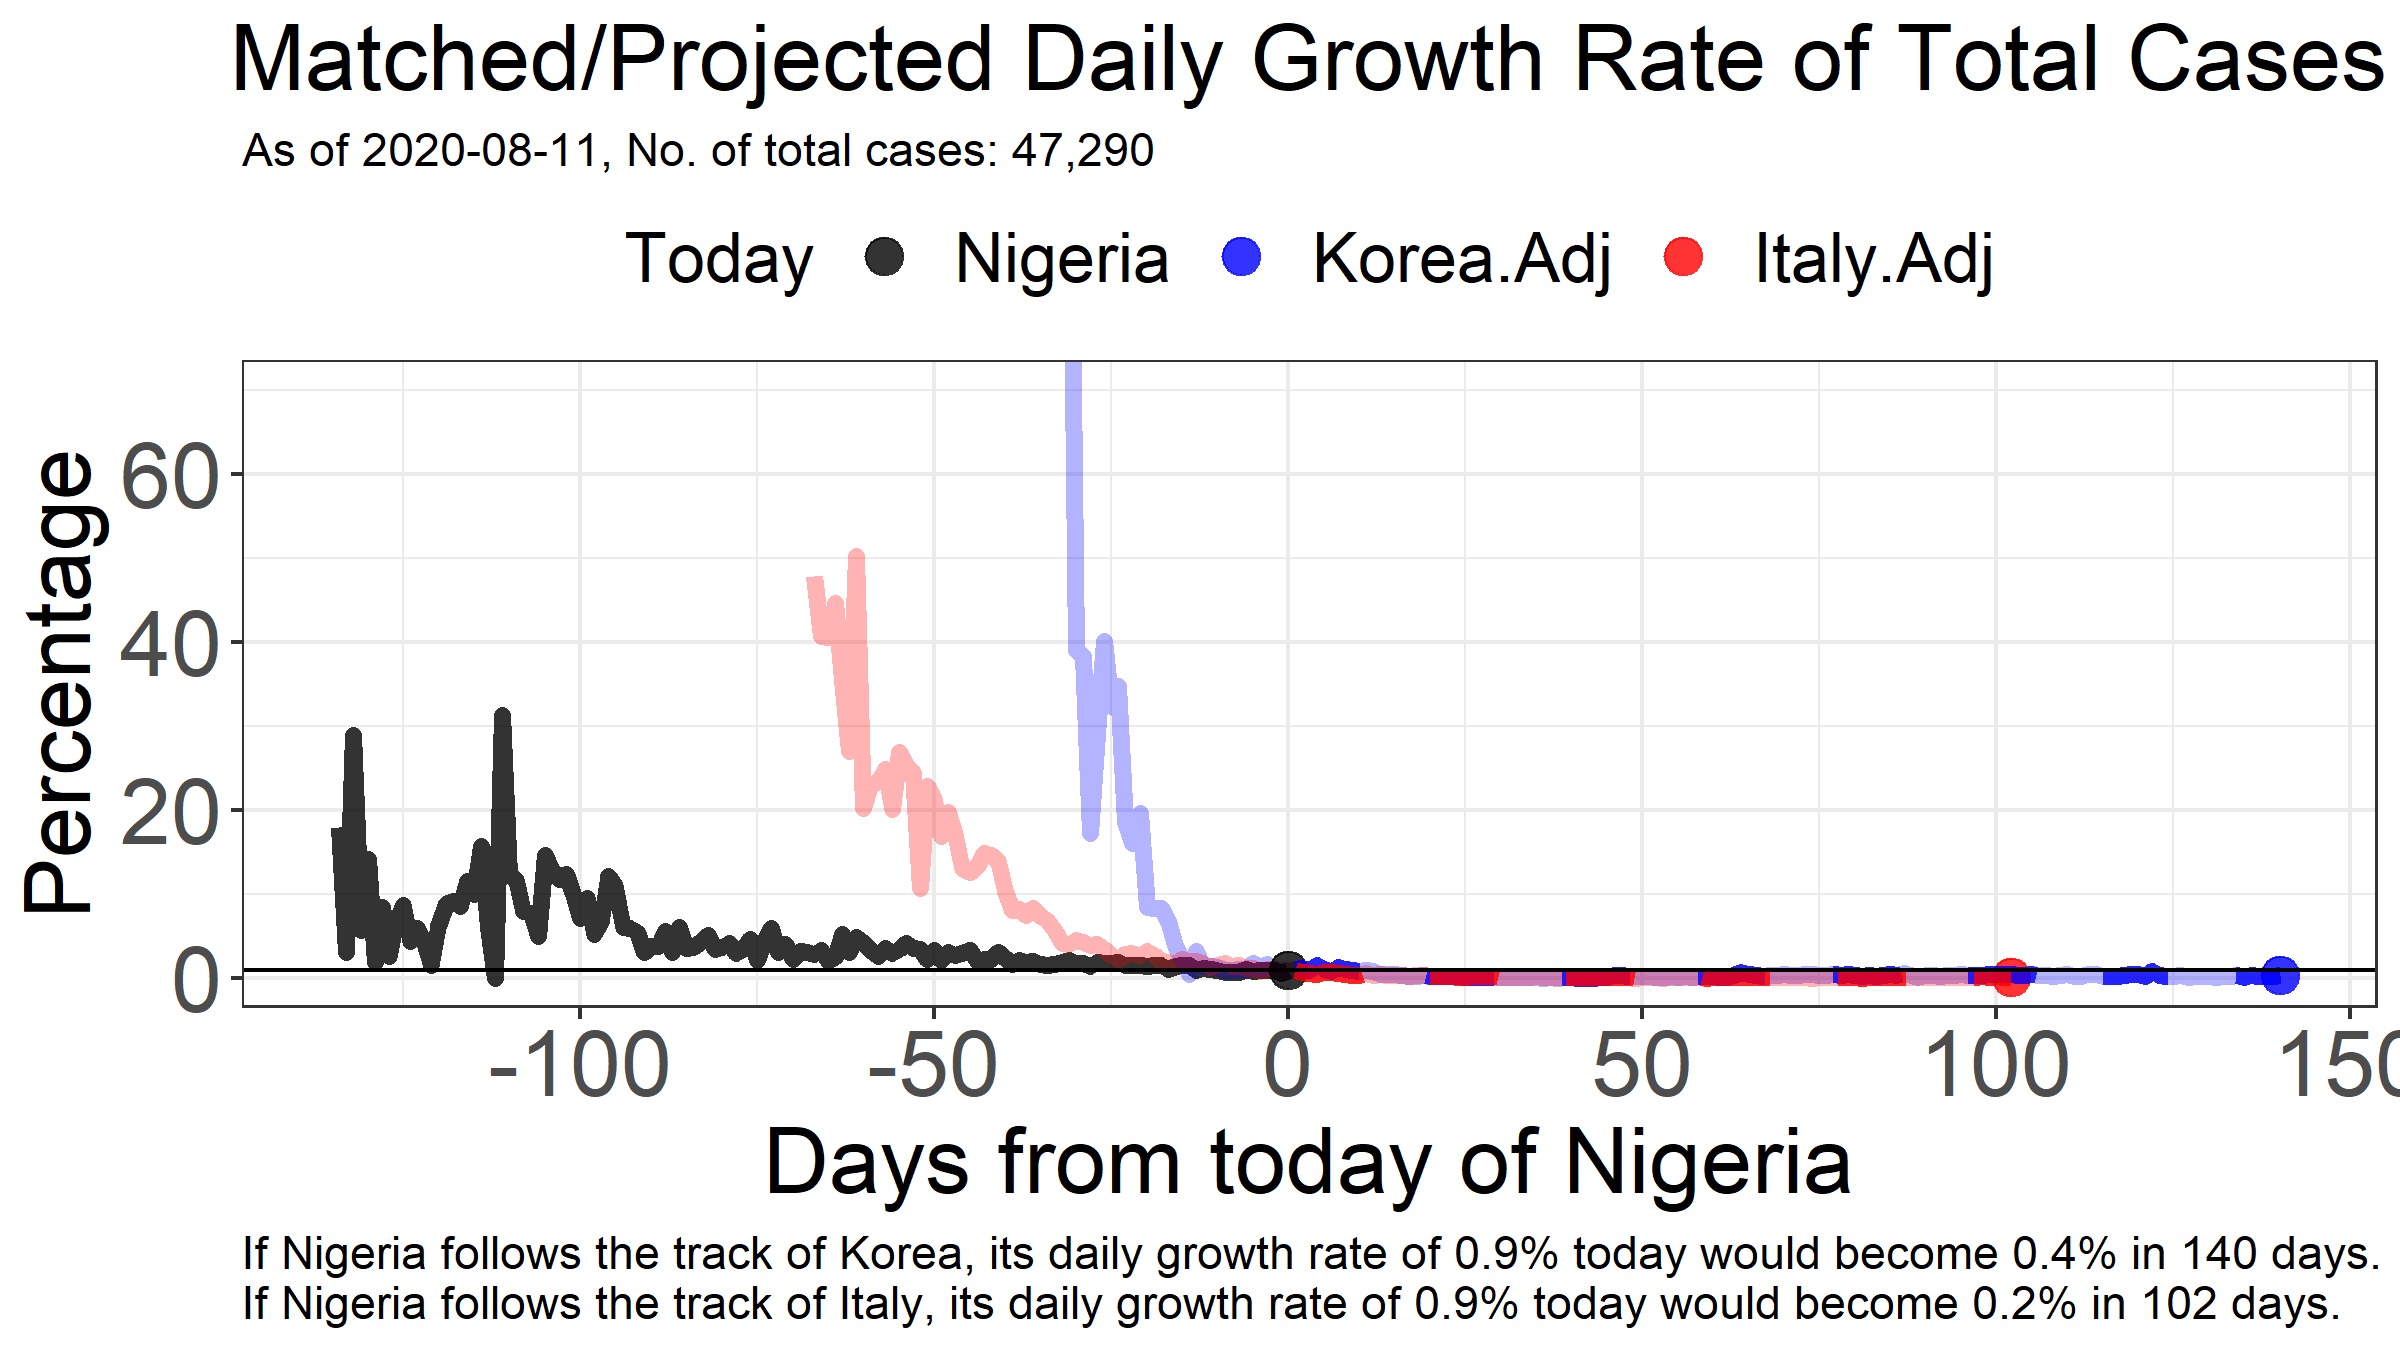 Matched/Projected Daily Growth Rate of Total Cases
As of 2020-08-11, No. of total cases: 47,290
Today Nigeria Korea.Adj Italy.Adj
Percentage
60
40
20
0
-100 -50 0 50 100 150
Days from today of Nigeria
If Nigeria follows the track of Korea, its daily growth rate of 0.9% today would become 0.4% in 140 days.
If Nigeria follows the track of Italy, its daily growth rate of 0.9% today would become 0.2% in 102 days.